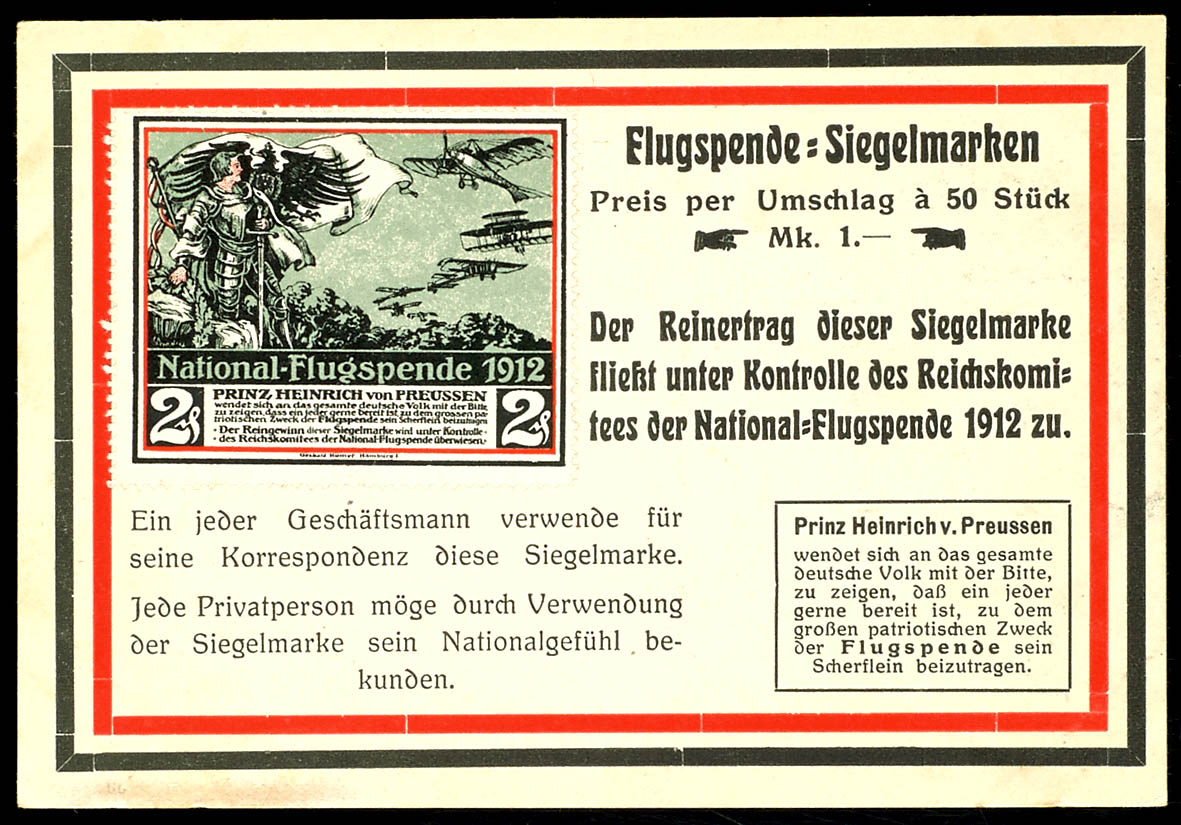 National-Flugspende 1912
2₰
PRINZ HEINRICH von PREUSSEN
wendet sich an das gesamte deutsche Volk mit der Bitte
zu zeigen, dass ein jeder gerne bereit ist, zu dem grossen pa-
triotischen Zweck der Flugspende sein Scherflein beizutragen
· Der Reingewinn dieser Siegelmarke wird unter Kontrolle ·
· des Reichskomitees der National-Flugspende überwiesen ·
2₰
Hamburg 1
Flugspende=Siegelmarken
Preis per Umschlag à 50 Stück
Mk. 1.—
Der Reinertrag dieser Siegelmarke
fließt unter Kontrolle des Reichskomi=
tees der National=Flugspende 1912 zu.
Ein jeder Geschäftsmann verwende für
seine Korrespondenz diese Siegelmarke.
Jede Privatperson möge durch Verwendung
der Siegelmarke sein Nationalgefühl be-
kunden.
Prinz Heinrich v. Preussen
wendet sich an das gesamte
deutsche Volk mit der Bitte,
zu zeigen, daß ein jeder
gerne bereit ist, zu dem
großen patriotischen Zweck
der Flugspende sein
Scherflein beizutragen.